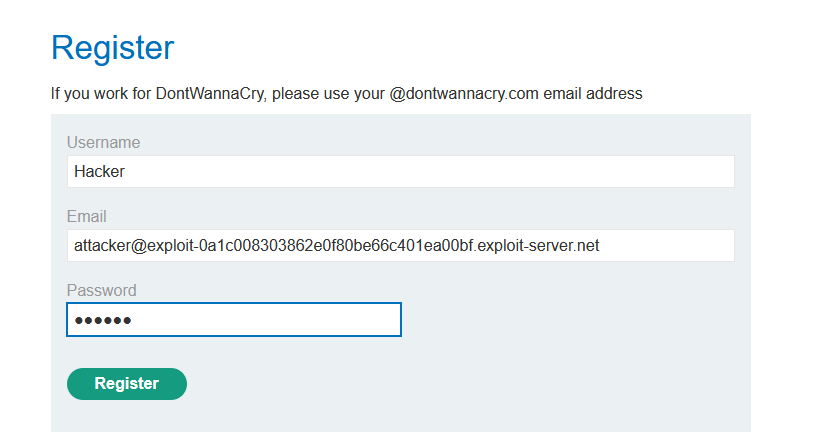 Register
If you work for DontWannaCry, please use your @dontwannacry.com email address
Username
Hacker
Email
attacker@exploit-0a1c008303862e0f80be66c401ea00bf.exploit-server.net
Password
●●●●●●
Register